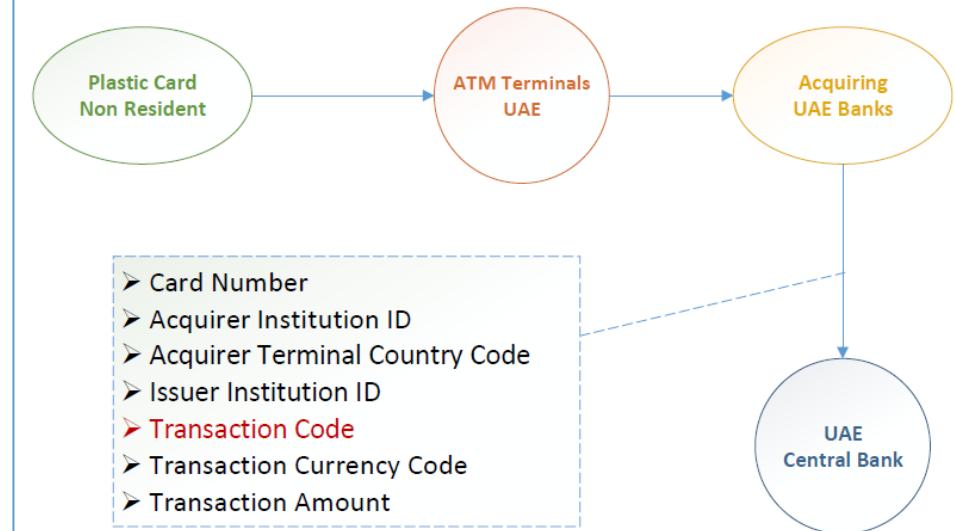 Plastic Card
Non Resident
ATM Terminals
UAE
Acquiring
UAE Banks
➢ Card Number
➢ Acquirer Institution ID
➢ Acquirer Terminal Country Code
➢ Issuer Institution ID
➢ Transaction Code
➢ Transaction Currency Code
➢ Transaction Amount
UAE
Central Bank